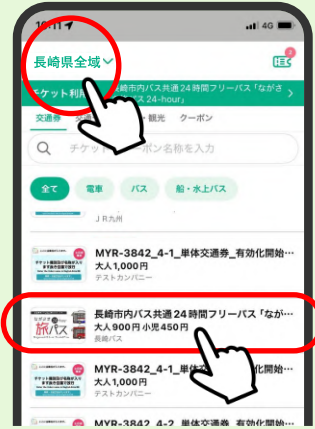 16:11
4G
長崎県全域
チケット利用
長崎市内バス共通24時間フリーパス「ながさ
パス24-hour」
交通券
・観光
クーポン
チケット
ポン名称を入力
全て
電車
バス
船・水上バス
JR九州
MYR-3842_4-1_単体交通券_有効化開始…
大人1,000円
テストカンパニー
旅パス
長崎市内バス共通24時間フリーパス「なが…
大人900円 小児450円
長崎バス
MYR-3842_4-1_単体
化開始…
大人1,000円
テストカンパニー
MYR-3842_4-2_単体交通券_有効化開始…